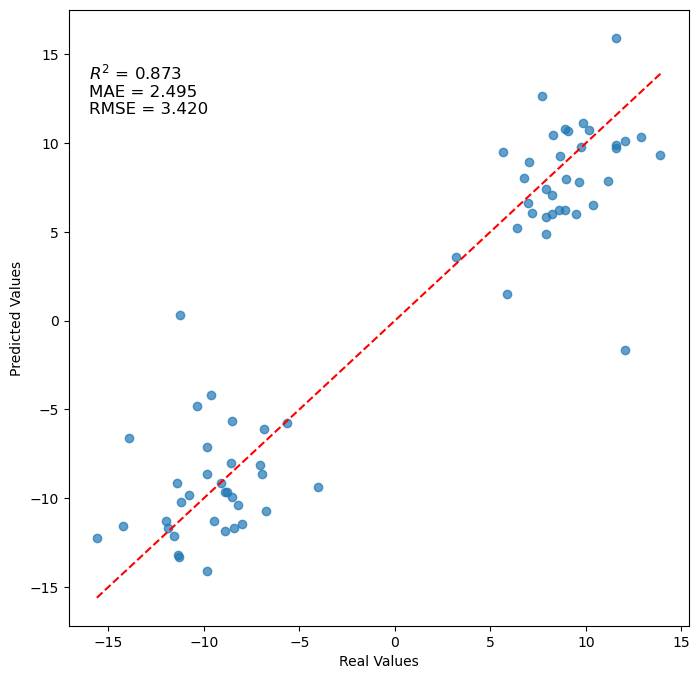 R² = 0.873
MAE = 2.495
RMSE = 3.420
15
10
5
0
−5
−10
−15
Predicted Values
−15 −10 −5 0 5 10 15
Real Values